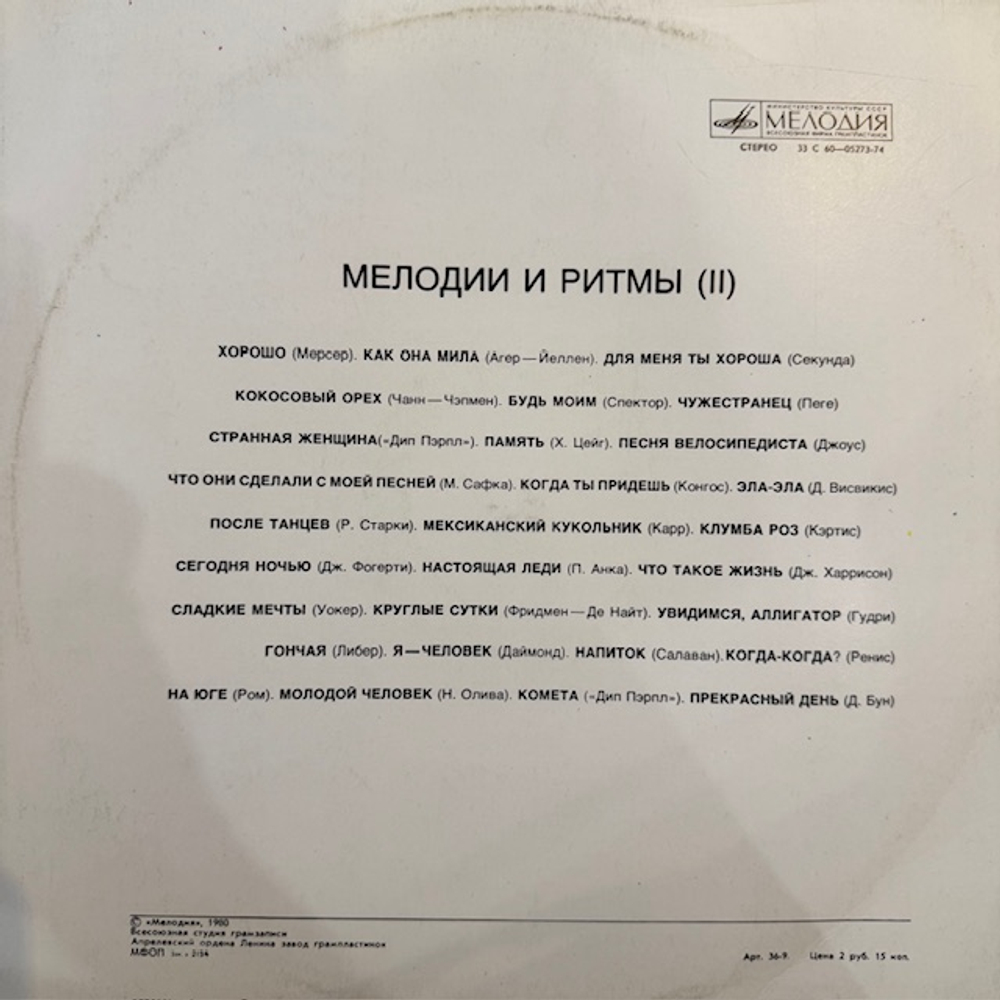 МИНИСТЕРСТВО КУЛЬТУРЫ СССР
МЕЛОДИЯ
ВСЕСОЮЗНАЯ ФИРМА ГРАМПЛАСТИНОК
СТЕРЕО 33 С 60—05273-74
МЕЛОДИИ И РИТМЫ (II)
ХОРОШО (Мерсер). КАК ОНА МИЛА (Агер — Йеллен). ДЛЯ МЕНЯ ТЫ ХОРОША (Секунда)
КОКОСОВЫЙ ОРЕХ (Чанн — Чэпмен). БУДЬ МОИМ (Спектор). ЧУЖЕСТРАНЕЦ (Пеге)
СТРАННАЯ ЖЕНЩИНА(«Дип Пэрпл»). ПАМЯТЬ (Х. Цейг). ПЕСНЯ ВЕЛОСИПЕДИСТА (Джоус)
ЧТО ОНИ СДЕЛАЛИ С МОЕЙ ПЕСНЕЙ (М. Сафка). КОГДА ТЫ ПРИДЕШЬ (Конгос). ЭЛА-ЭЛА (Д. Висвикис)
ПОСЛЕ ТАНЦЕВ (Р. Старки). МЕКСИКАНСКИЙ КУКОЛЬНИК (Карр). КЛУМБА РОЗ (Кэртис)
СЕГОДНЯ НОЧЬЮ (Дж. Фогерти). НАСТОЯЩАЯ ЛЕДИ (П. Анка). ЧТО ТАКОЕ ЖИЗНЬ (Дж. Харрисон)
СЛАДКИЕ МЕЧТЫ (Уокер). КРУГЛЫЕ СУТКИ (Фридмен — Де Найт). УВИДИМСЯ, АЛЛИГАТОР (Гудри)
ГОНЧАЯ (Либер). Я — ЧЕЛОВЕК (Даймонд). НАПИТОК (Салаван). КОГДА-КОГДА? (Ренис)
НА ЮГЕ (Ром). МОЛОДОЙ ЧЕЛОВЕК (Н. Олива). КОМЕТА («Дип Пэрпл»). ПРЕКРАСНЫЙ ДЕНЬ (Д. Бун)
© «Мелодия», 1980
Всесоюзная студия грамзаписи
Апрелевский ордена Ленина завод грампластинок
МФОП
Арт. 36-9. Цена 2 руб. 15 коп.